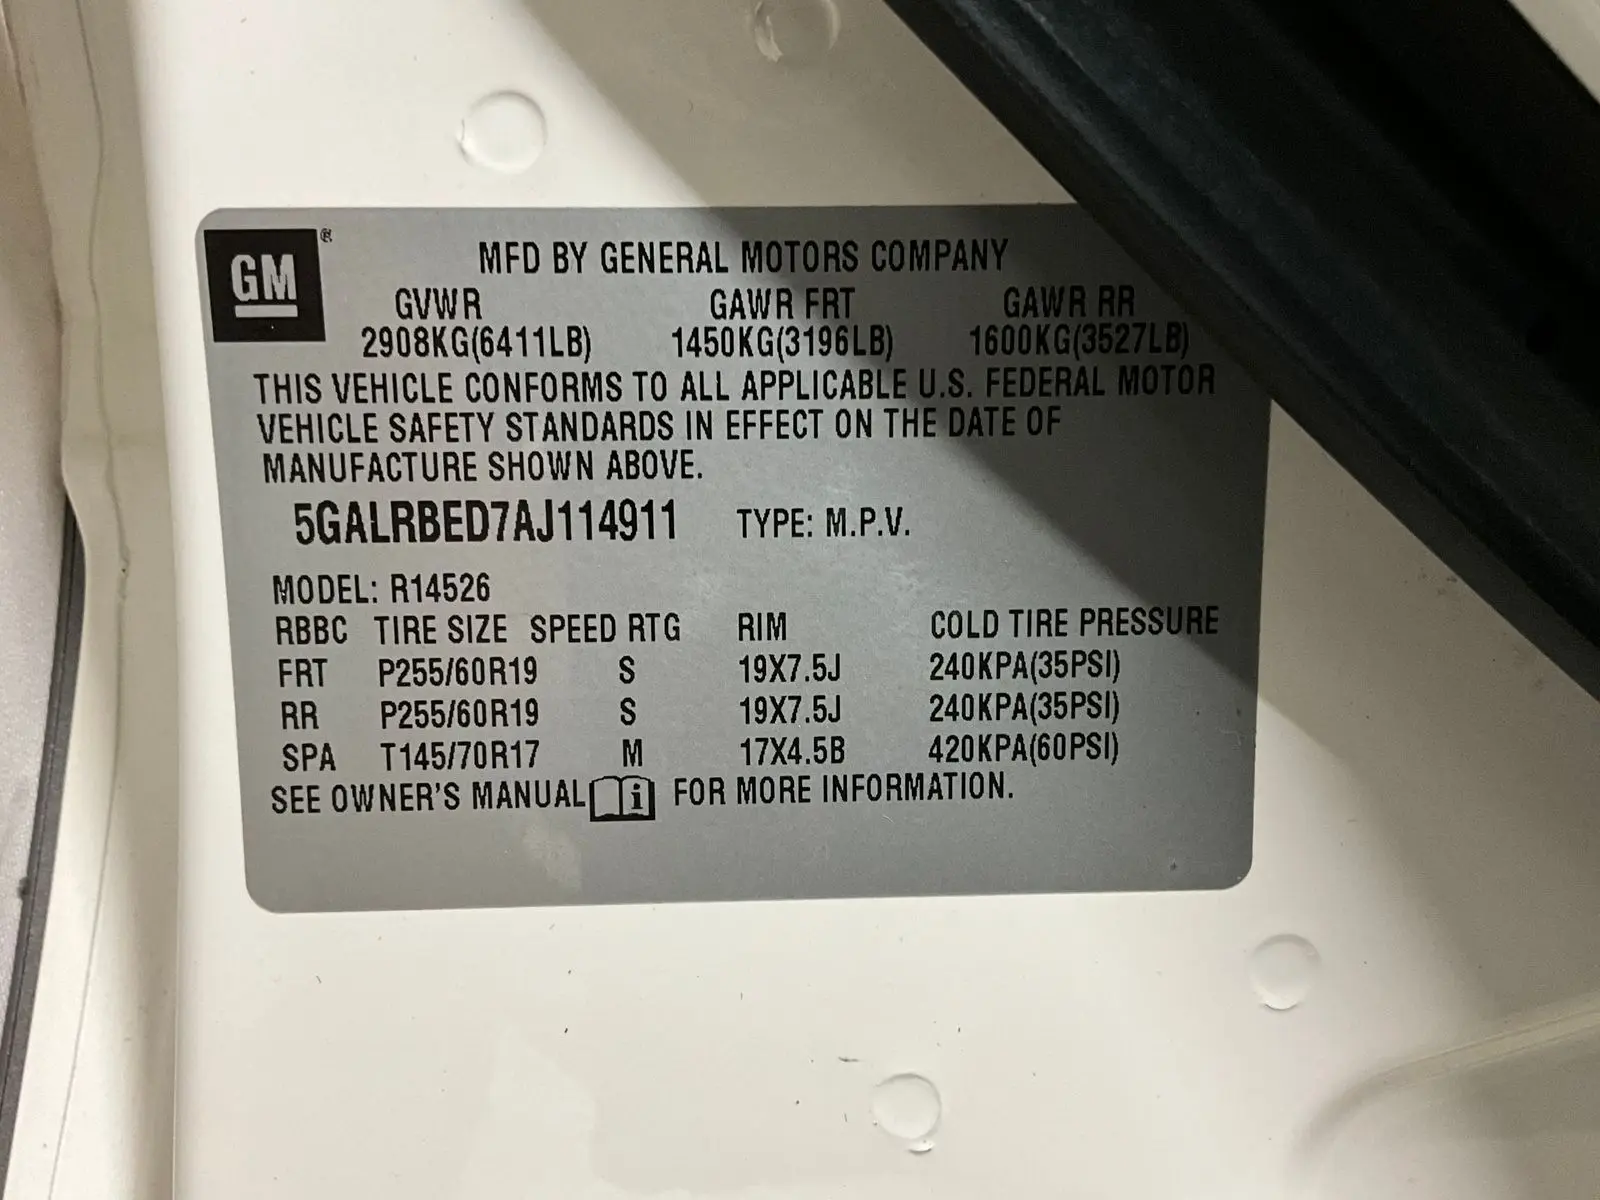 GM ®
MFD BY GENERAL MOTORS COMPANY
GVWR GAWR FRT GAWR RR
2908KG(6411LB) 1450KG(3196LB) 1600KG(3527LB)
THIS VEHICLE CONFORMS TO ALL APPLICABLE U.S. FEDERAL MOTOR
VEHICLE SAFETY STANDARDS IN EFFECT ON THE DATE OF
MANUFACTURE SHOWN ABOVE.
5GALRBED7AJ114911 TYPE: M.P.V.
MODEL: R14526
RBBC TIRE SIZE SPEED RTG RIM COLD TIRE PRESSURE
FRT P255/60R19 S 19X7.5J 240KPA(35PSI)
RR P255/60R19 S 19X7.5J 240KPA(35PSI)
SPA T145/70R17 M 17X4.5B 420KPA(60PSI)
SEE OWNER'S MANUAL i FOR MORE INFORMATION.